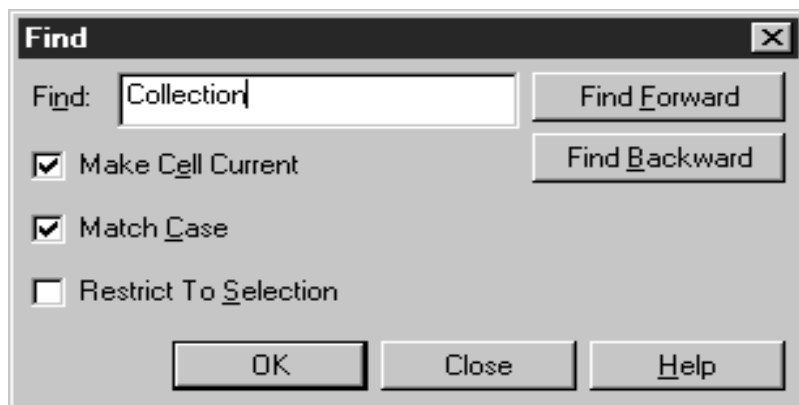 Find
Find: Collection Find Forward
Find Backward
Make Cell Current
Match Case
Restrict To Selection
OK Close Help